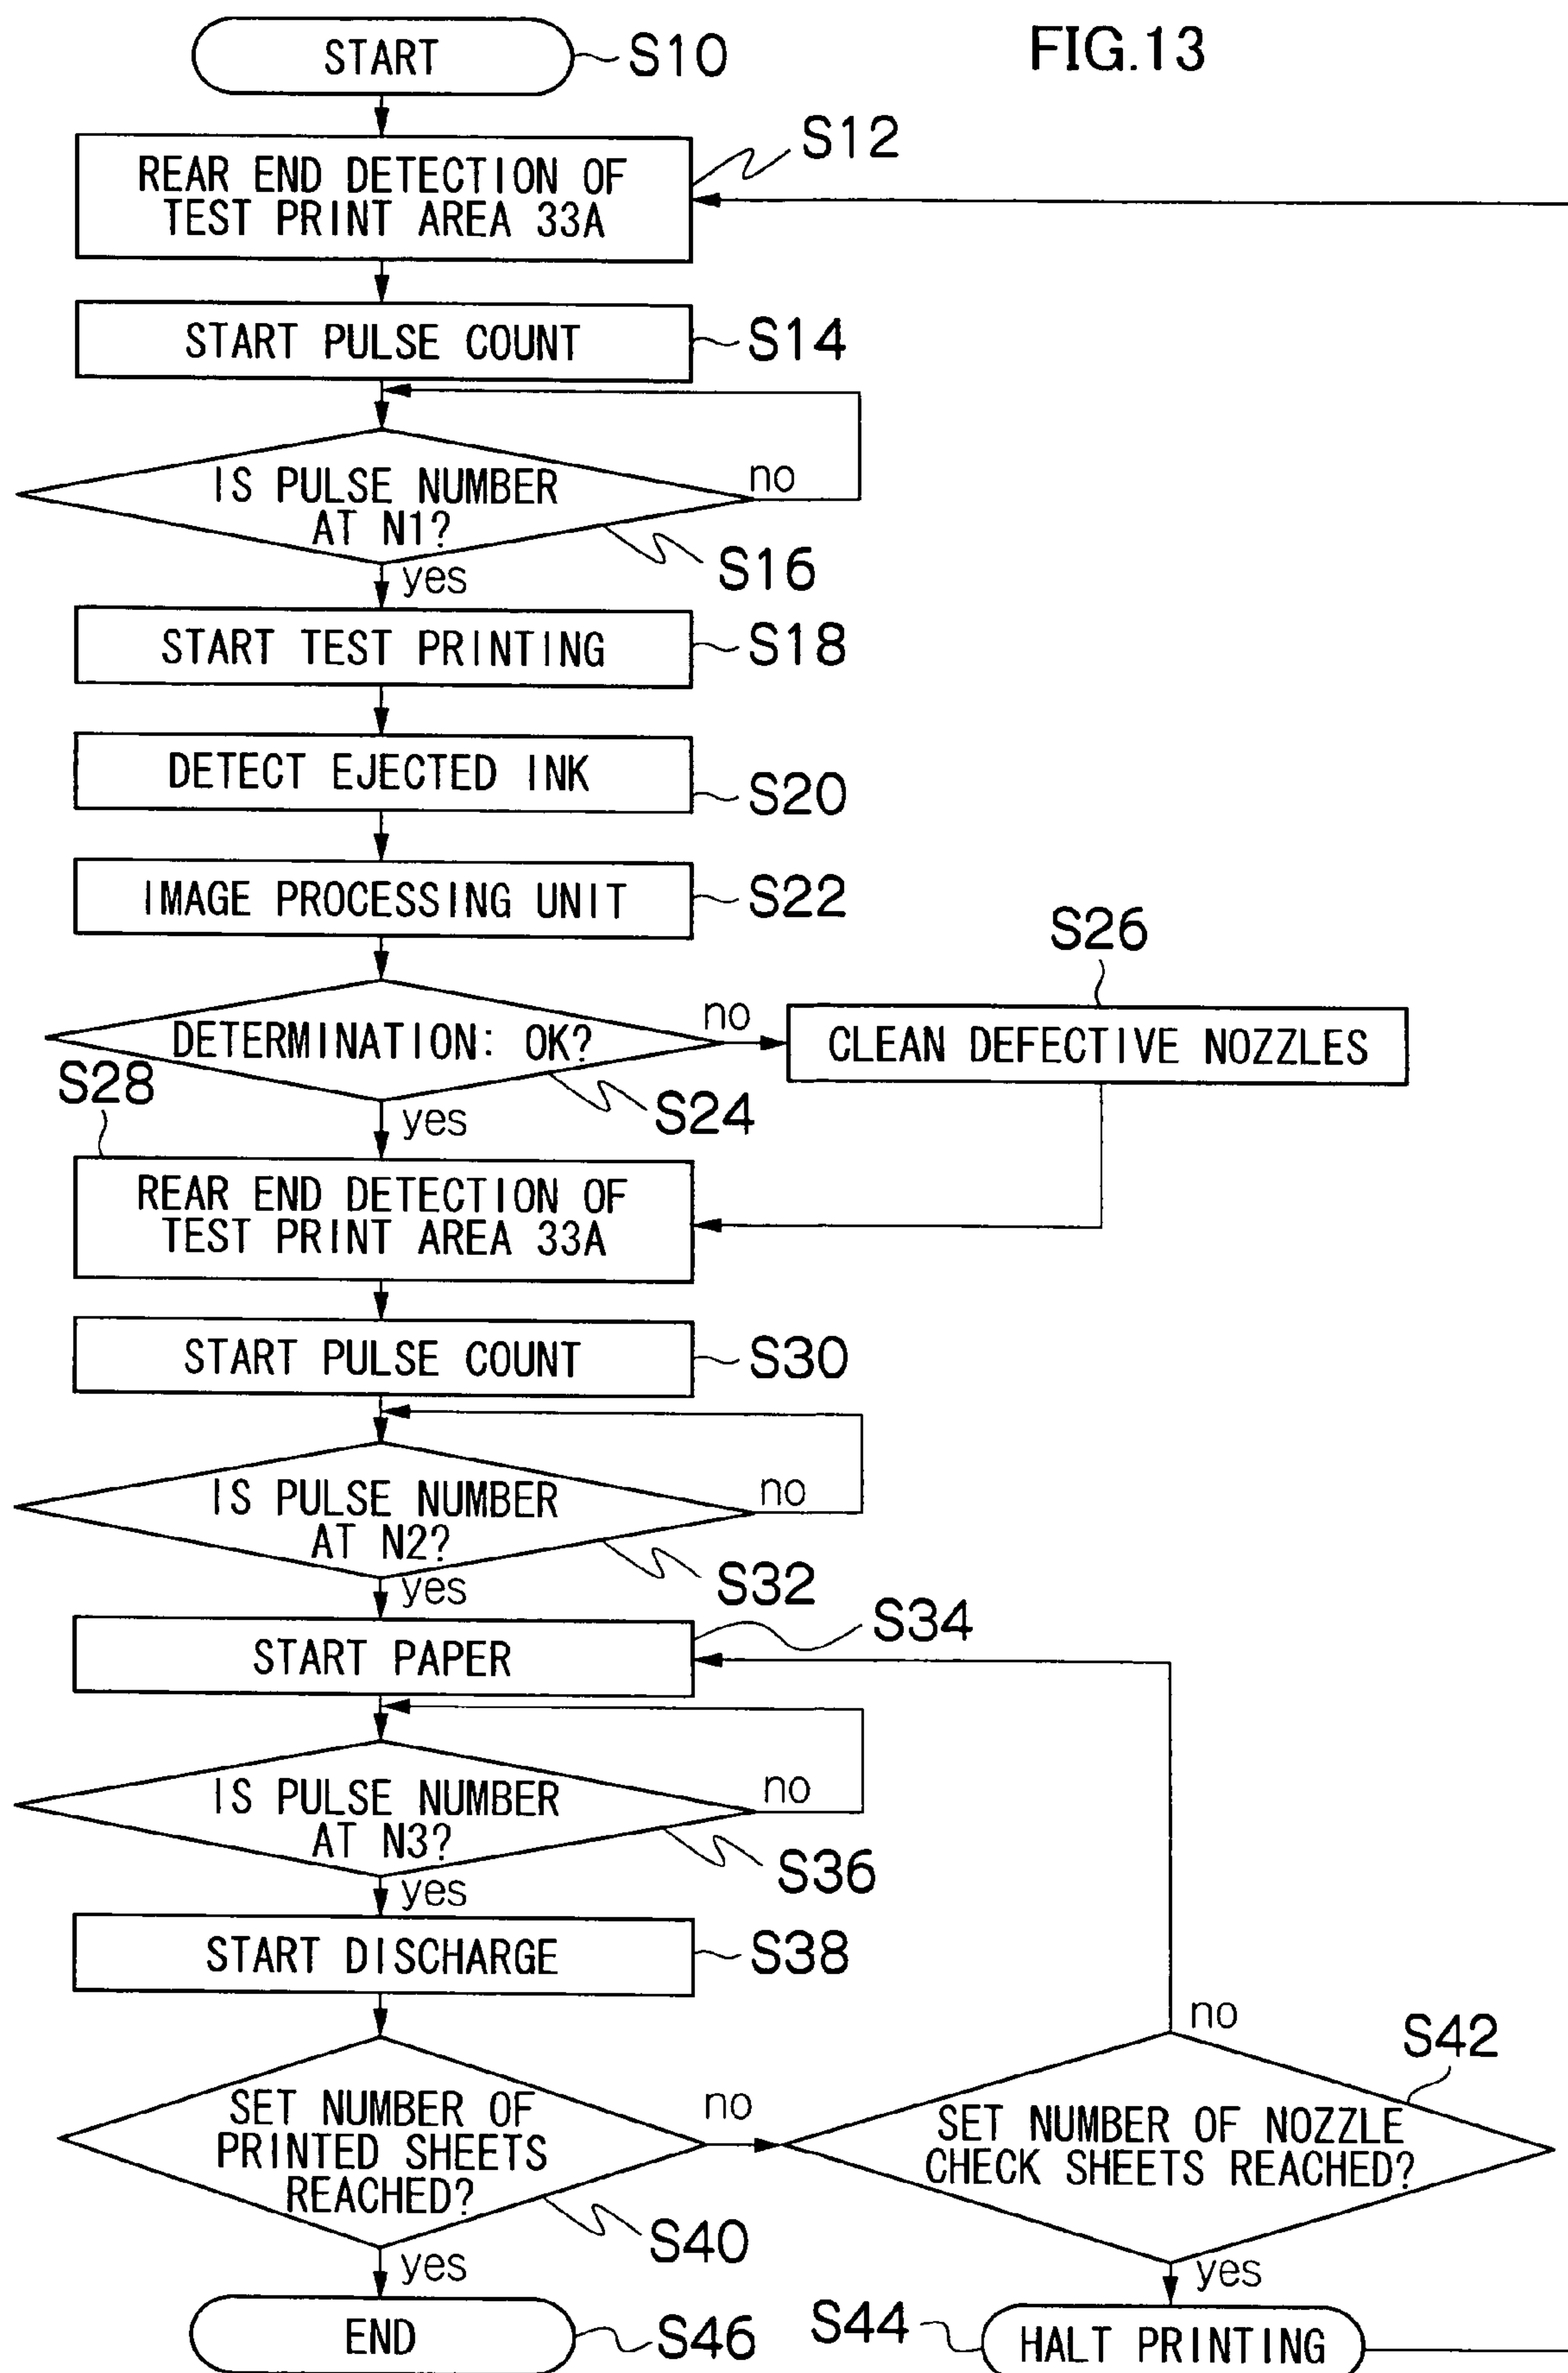 FIG.13
START
S10
REAR END DETECTION OF
TEST PRINT AREA 33A
S12
START PULSE COUNT
S14
IS PULSE NUMBER
AT N1?
no
S16
yes
START TEST PRINTING
S18
DETECT EJECTED INK
S20
IMAGE PROCESSING UNIT
S22
DETERMINATION: OK?
no
S24
yes
S26
CLEAN DEFECTIVE NOZZLES
S28
REAR END DETECTION OF
TEST PRINT AREA 33A
START PULSE COUNT
S30
IS PULSE NUMBER
AT N2?
no
S32
yes
START PAPER
S34
IS PULSE NUMBER
AT N3?
no
S36
yes
START DISCHARGE
S38
SET NUMBER OF
PRINTED SHEETS
REACHED?
no
S40
yes
no
S42
SET NUMBER OF NOZZLE
CHECK SHEETS REACHED?
yes
END
S46
S44
HALT PRINTING